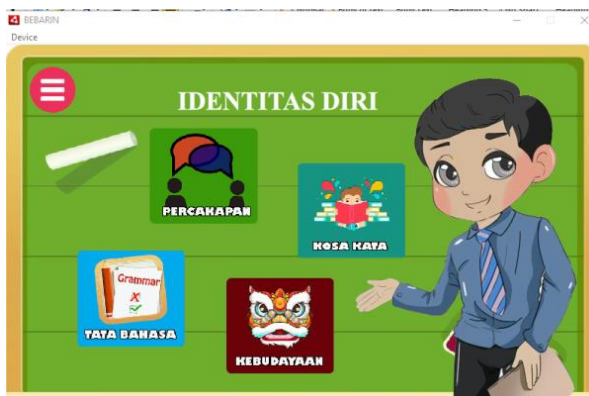 BEBARIN
Device
IDENTITAS DIRI
PERCAKAPAN
KOSA KATA
Grammar
TATA BAHASA
KEBUDAYAAN